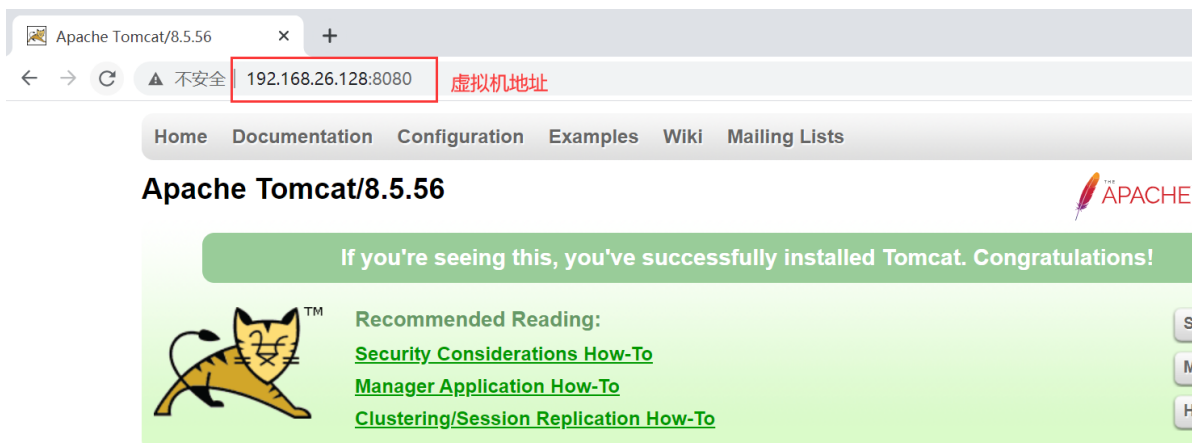 Apache Tomcat/8.5.56
不安全 192.168.26.128:8080 虚拟机地址
Home Documentation Configuration Examples Wiki Mailing Lists
Apache Tomcat/8.5.56
THE
APACHE
If you're seeing this, you've successfully installed Tomcat. Congratulations!
TM
Recommended Reading:
Security Considerations How-To
Manager Application How-To
Clustering/Session Replication How-To
S
M
H